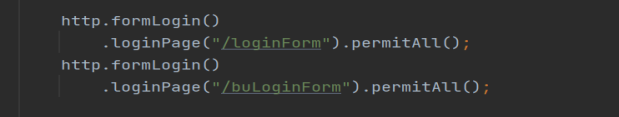 http.formLogin()
.loginPage("/loginForm").permitAll();
http.formLogin()
.loginPage("/buLoginForm").permitAll();